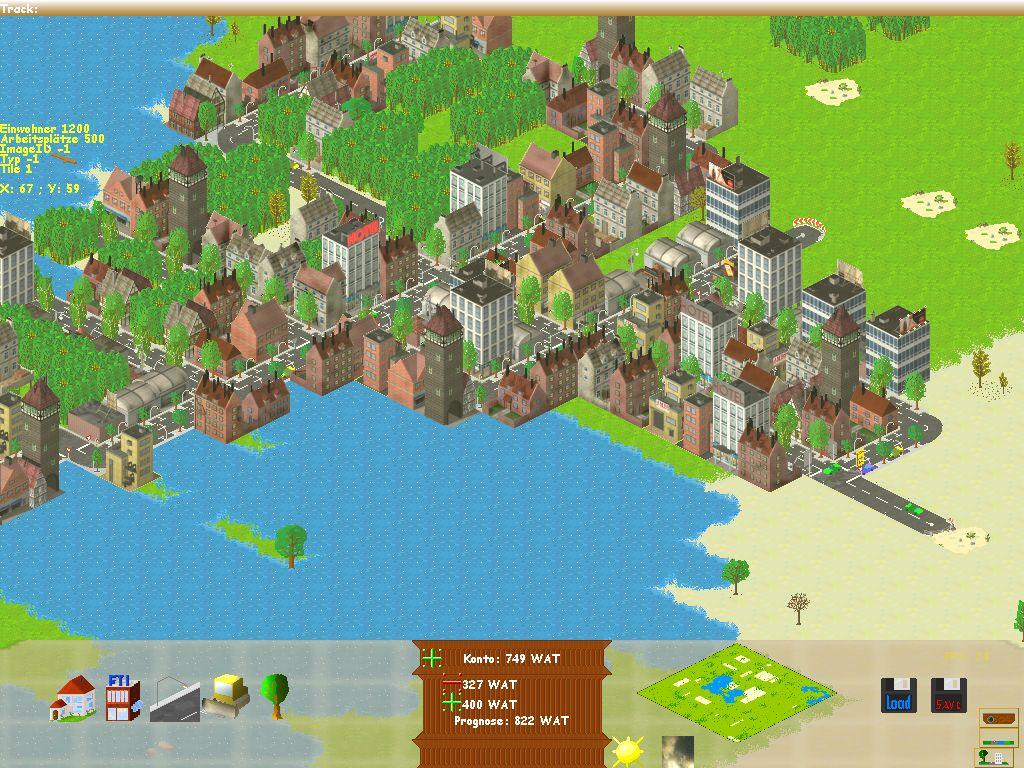 Track:
Einwohner 1200
Arbeitsplätze 500
ImageID -1
Typ -1
Tile 1
X: 67 ; Y: 59
Konto: 749 WAT
327 WAT
400 WAT
Prognose: 822 WAT
FTI
load
SAVE